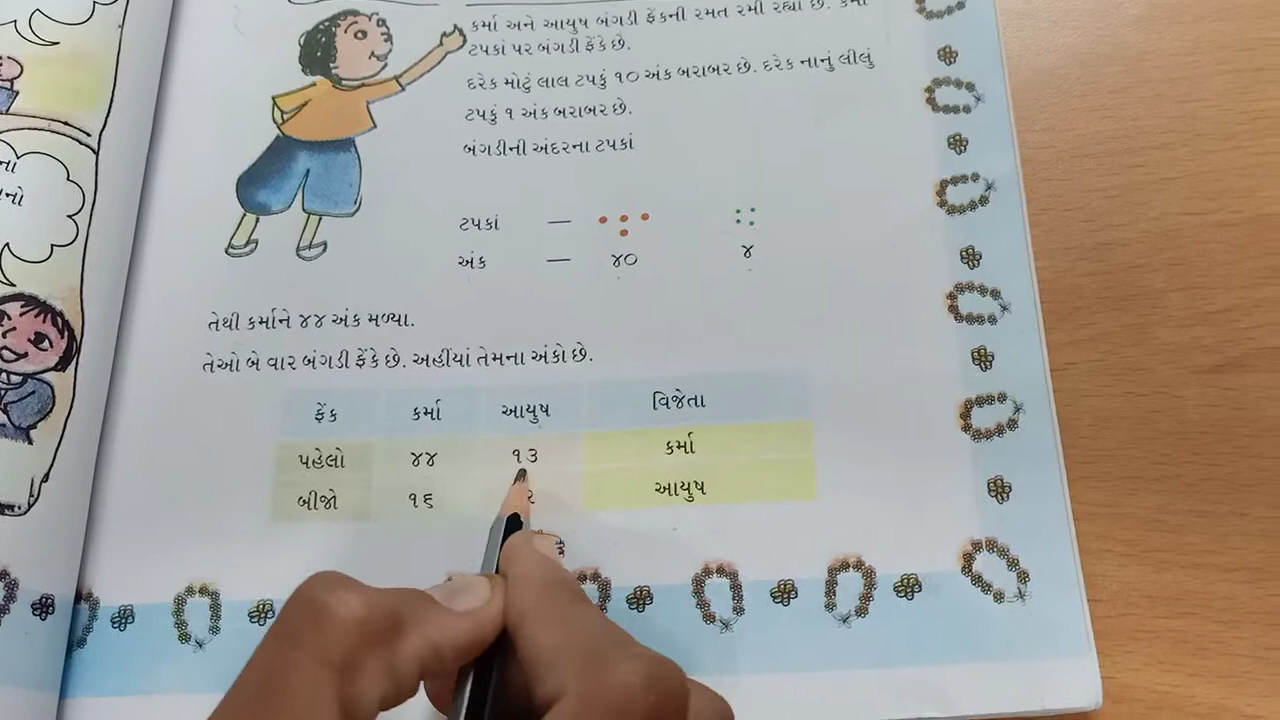 કર્મા અને આયુષ બંગડી ફેંકની રમત રમી રહ્યા છે. કર્મા
ટપકાં પર બંગડી ફેંકે છે.
દરેક મોટું લાલ ટપકું ૧૦ અંક બરાબર છે. દરેક નાનું લીલું
ટપકું ૧ અંક બરાબર છે.
બંગડીની અંદરના ટપકાં
ટપકાં —
અંક — ૪૦ ૪
તેથી કર્માને ૪૪ અંક મળ્યા.
તેઓ બે વાર બંગડી ફેંકે છે. અહીંયાં તેમના અંકો છે.
ફેંક કર્મા આયુષ વિજેતા
પહેલો ૪૪ ૧૩ કર્મા
બીજો ૧૬ આયુષ